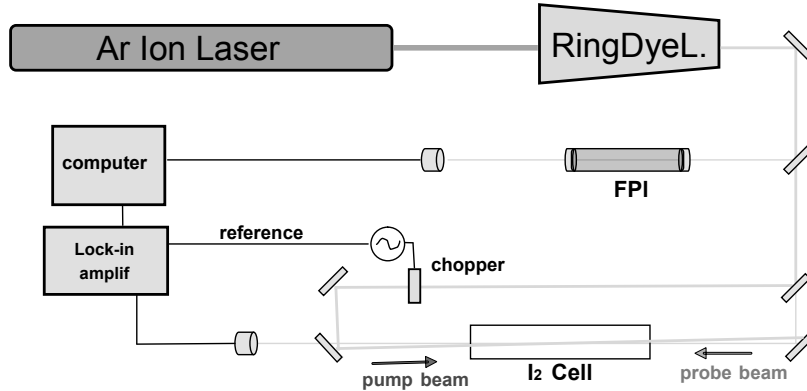 Ar Ion Laser
RingDyeL.
computer
FPI
Lock-in
amplif
reference
chopper
I₂ Cell
pump beam
probe beam